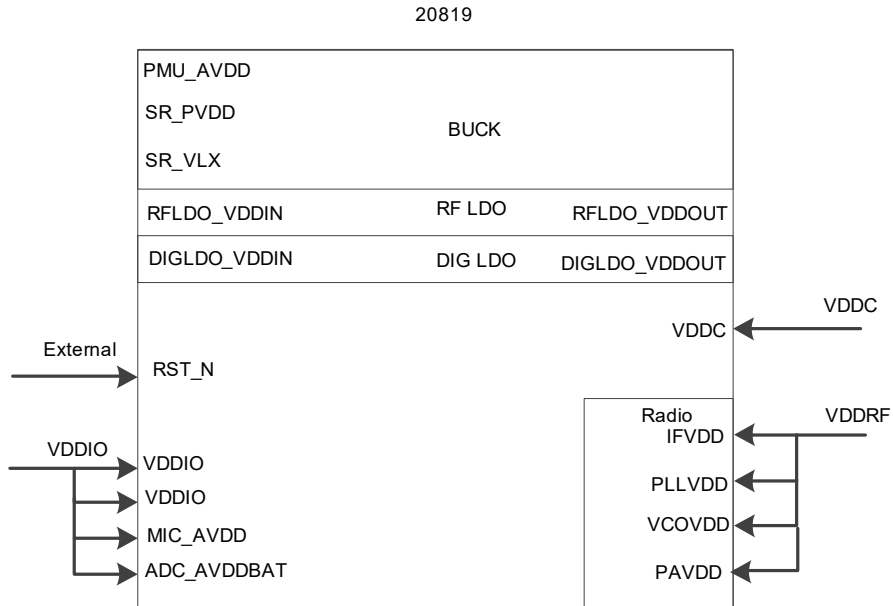 20819
PMU_AVDD
SR_PVDD
BUCK
SR_VLX
RFLDO_VDDIN RF LDO RFLDO_VDDOUT
DIGLDO_VDDIN DIG LDO DIGLDO_VDDOUT
VDDC
VDDC
External
RST_N
Radio
VDDRF
IFVDD
VDDIO
VDDIO
PLLVDD
VDDIO
VCOVDD
MIC_AVDD
ADC_AVDDBAT
PAVDD